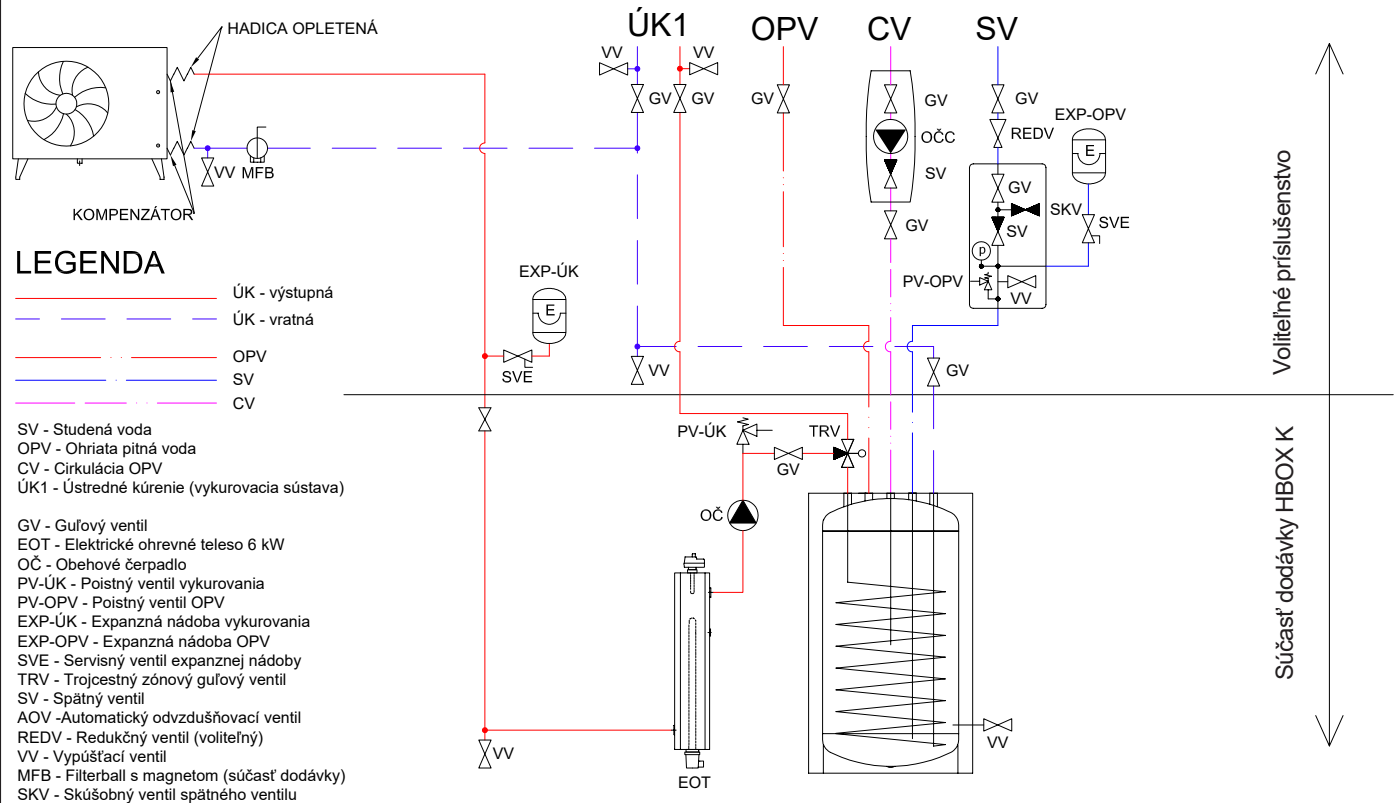 HADICA OPLETENÁ
ÚK1
OPV
CV
SV
VV
VV
GV
GV
GV
GV
GV
OČC
REDV
EXP-OPV
E
SV
GV
SKV
SV
SVE
GV
p
PV-OPV
VV
VV
MFB
KOMPENZÁTOR
Voliteľné príslušenstvo
LEGENDA
ÚK - výstupná
ÚK - vratná
OPV
SV
CV
EXP-ÚK
E
SVE
VV
GV
SV - Studená voda
OPV - Ohriata pitná voda
CV - Cirkulácia OPV
ÚK1 - Ústredné kúrenie (vykurovacia sústava)
GV - Guľový ventil
EOT - Elektrické ohrevné teleso 6 kW
OČ - Obehové čerpadlo
PV-ÚK - Poistný ventil vykurovania
PV-OPV - Poistný ventil OPV
EXP-ÚK - Expanzná nádoba vykurovania
EXP-OPV - Expanzná nádoba OPV
SVE - Servisný ventil expanznej nádoby
TRV - Trojcestný zónový guľový ventil
SV - Spätný ventil
AOV -Automatický odvzdušňovací ventil
REDV - Redukčný ventil (voliteľný)
VV - Vypúšťací ventil
MFB - Filterball s magnetom (súčasť dodávky)
SKV - Skúšobný ventil spätného ventilu
PV-ÚK
TRV
GV
OČ
EOT
VV
VV
Súčasť dodávky HBOX K